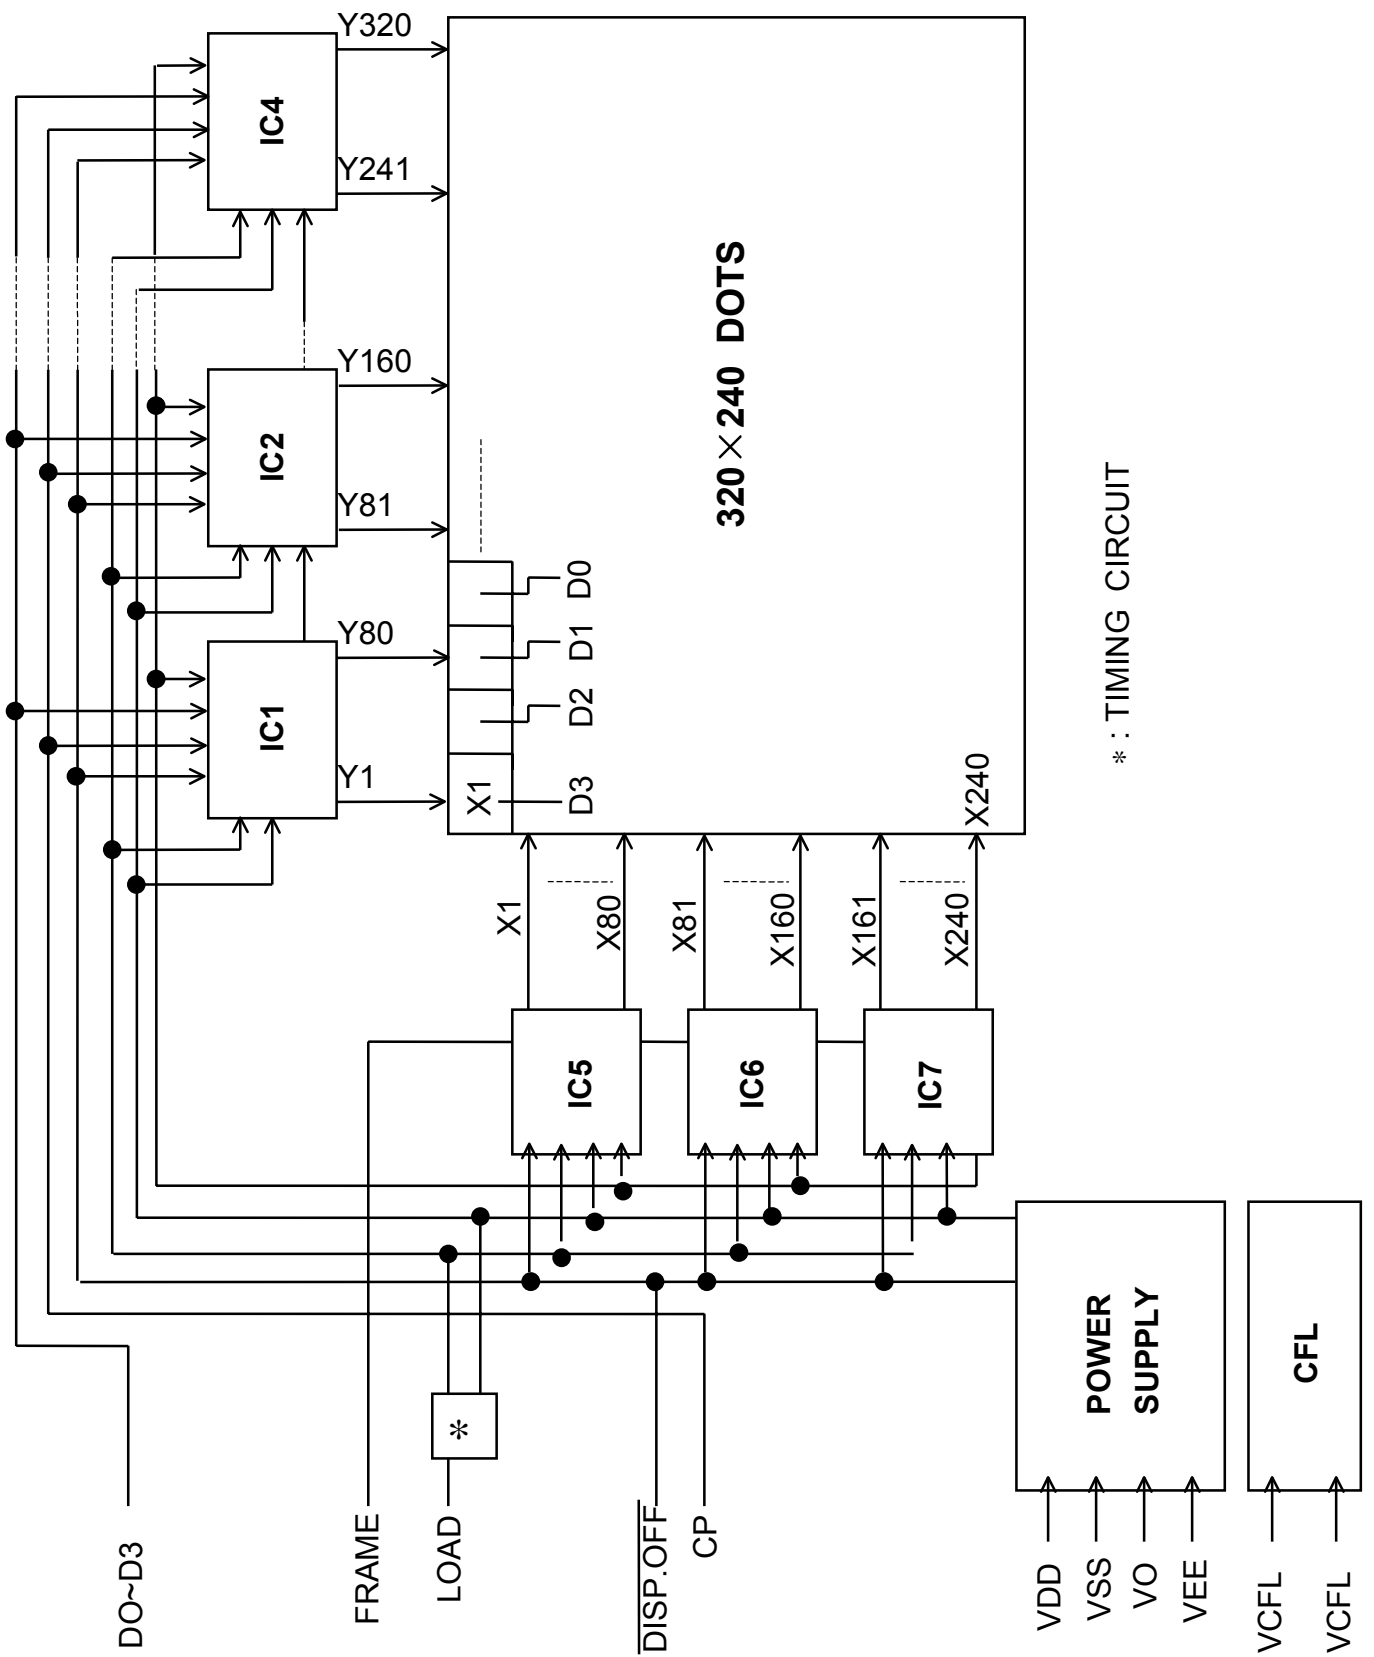 Y320
IC4
Y241
Y160
IC2
Y81
Y80
IC1
Y1
320×240 DOTS
D0
D1
D2
D3
X1
X240
X1
X80
X81
X160
X161
X240
IC5
IC6
IC7
* : TIMING CIRCUIT
*
POWER
SUPPLY
CFL
DO~D3
FRAME
LOAD
DISP.OFF
CP
VDD
VSS
VO
VEE
VCFL
VCFL